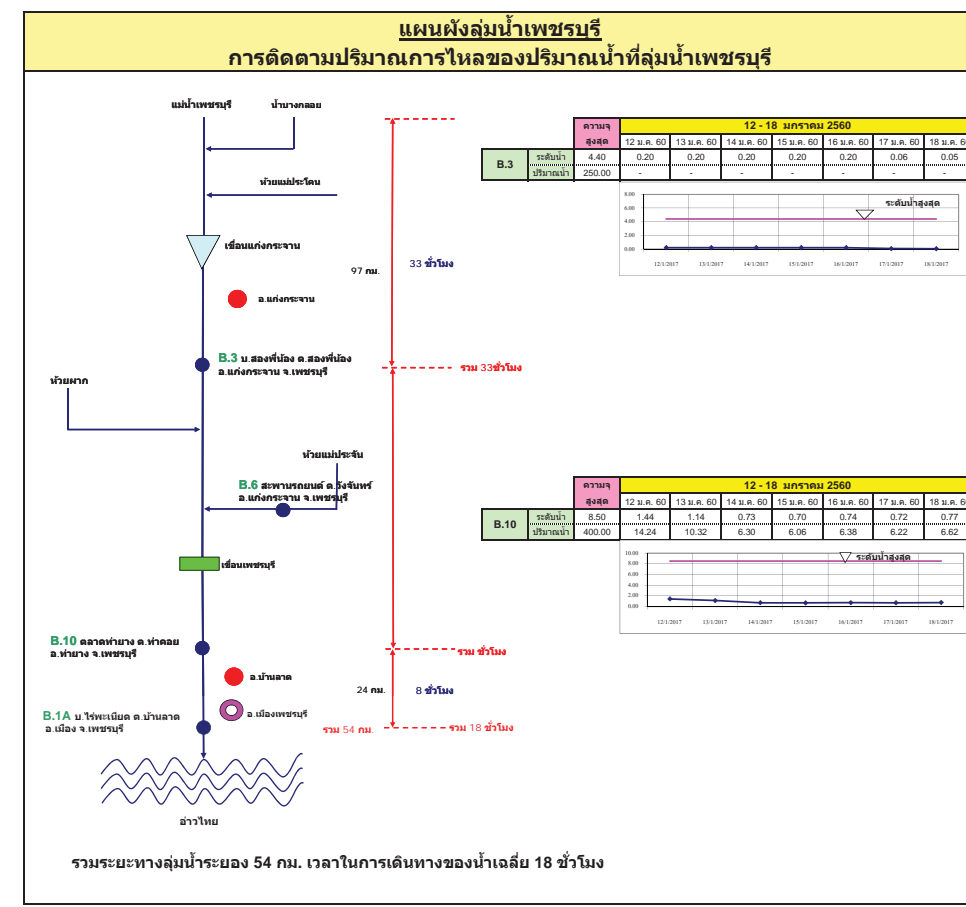 แผนผังลุ่มน้ำเพชรบุรี
การติดตามปริมาณการไหลของปริมาณน้ำที่ลุ่มน้ำเพชรบุรี
แม่น้ำเพชรบุรี
น้ำบางกลอย
ห้วยแม่ประโดน
เขื่อนแก่งกระจาน
97 กม.
33 ชั่วโมง
อ.แก่งกระจาน
B.3 บ.สองพี่น้อง ต.สองพี่น้อง
อ.แก่งกระจาน จ.เพชรบุรี
รวม 33ชั่วโมง
ห้วยผาก
ห้วยแม่ประจัน
B.6 สะพานรถยนต์ ต.วังจันทร์
อ.แก่งกระจาน จ.เพชรบุรี
เขื่อนเพชรบุรี
B.10 ตลาดท่ายาง ต.ท่าคอย
อ.ท่ายาง จ.เพชรบุรี
รวม ชั่วโมง
อ.บ้านลาด
24 กม.
8 ชั่วโมง
อ.เมืองเพชรบุรี
B.1A บ.ไร่พะเนียด ต.บ้านลาด
อ.เมือง จ.เพชรบุรี
รวม 54 กม.
รวม 18 ชั่วโมง
อ่าวไทย
รวมระยะทางลุ่มน้ำระยอง 54 กม. เวลาในการเดินทางของน้ำเฉลี่ย 18 ชั่วโมง
ความจุ 12 - 18 มกราคม 2560
สูงสุด 12 ม.ค. 60 13 ม.ค. 60 14 ม.ค. 60 15 ม.ค. 60 16 ม.ค. 60 17 ม.ค. 60 18 ม.ค. 60
B.3 ระดับน้ำ 4.40 0.20 0.20 0.20 0.20 0.20 0.06 0.05
ปริมาณน้ำ 250.00 - - - - - - -
8.00
6.00
4.00
2.00
0.00
ระดับน้ำสูงสุด
12/1/2017 13/1/2017 14/1/2017 15/1/2017 16/1/2017 17/1/2017 18/1/2017
ความจุ 12 - 18 มกราคม 2560
สูงสุด 12 ม.ค. 60 13 ม.ค. 60 14 ม.ค. 60 15 ม.ค. 60 16 ม.ค. 60 17 ม.ค. 60 18 ม.ค. 60
B.10 ระดับน้ำ 8.50 1.44 1.14 0.73 0.70 0.74 0.72 0.77
ปริมาณน้ำ 400.00 14.24 10.32 6.30 6.06 6.38 6.22 6.62
10.00
8.00
6.00
4.00
2.00
0.00
ระดับน้ำสูงสุด
12/1/2017 13/1/2017 14/1/2017 15/1/2017 16/1/2017 17/1/2017 18/1/2017